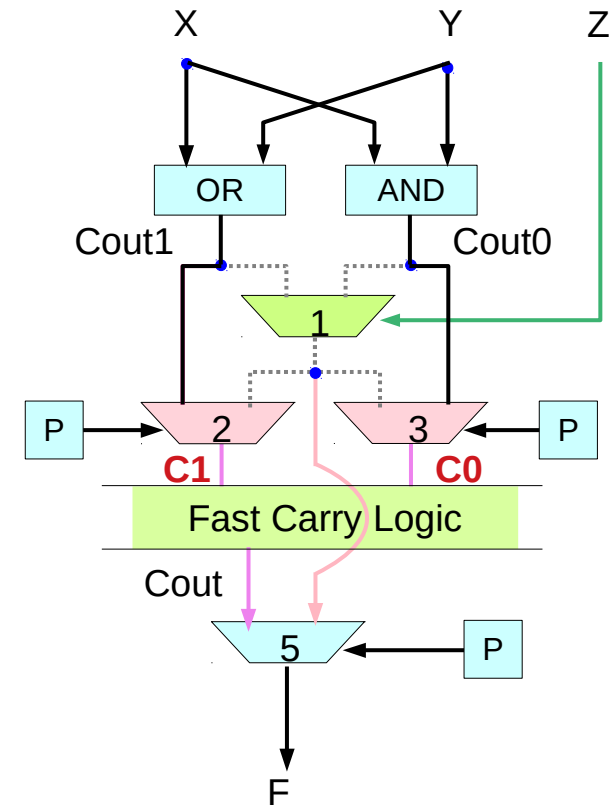 X Y Z
OR AND
Cout1 Cout0
1
P 2 3 P
C1 C0
Fast Carry Logic
Cout
5 P
F